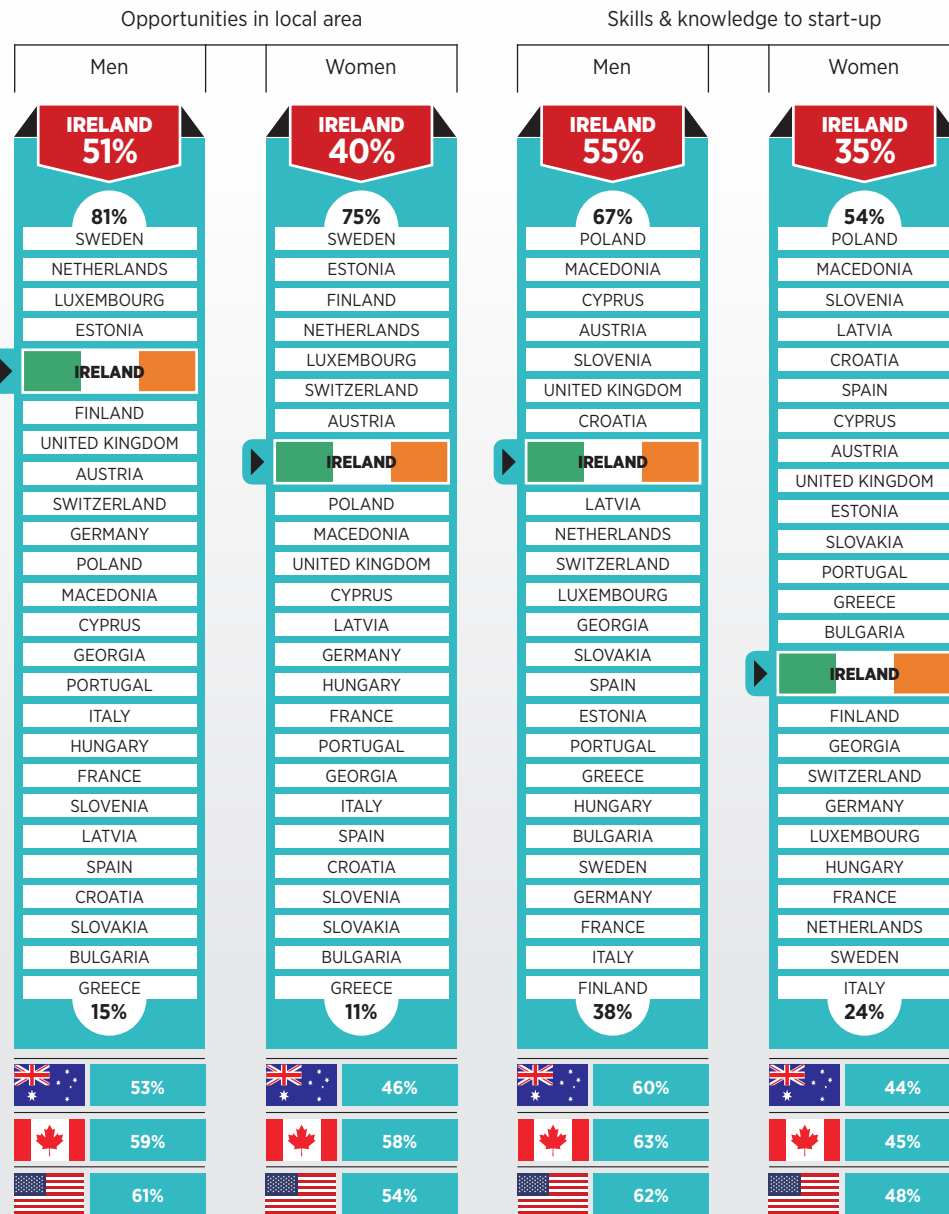 Opportunities in local area
Men
IRELAND
51%
81%
SWEDEN
NETHERLANDS
LUXEMBOURG
ESTONIA
IRELAND
FINLAND
UNITED KINGDOM
AUSTRIA
SWITZERLAND
GERMANY
POLAND
MACEDONIA
CYPRUS
GEORGIA
PORTUGAL
ITALY
HUNGARY
FRANCE
SLOVENIA
LATVIA
SPAIN
CROATIA
SLOVAKIA
BULGARIA
GREECE
15%
53%
59%
61%
Women
IRELAND
40%
75%
SWEDEN
ESTONIA
FINLAND
NETHERLANDS
LUXEMBOURG
SWITZERLAND
AUSTRIA
IRELAND
POLAND
MACEDONIA
UNITED KINGDOM
CYPRUS
LATVIA
GERMANY
HUNGARY
FRANCE
PORTUGAL
GEORGIA
ITALY
SPAIN
CROATIA
SLOVENIA
SLOVAKIA
BULGARIA
GREECE
11%
46%
58%
54%
Skills & knowledge to start-up
Men
IRELAND
55%
67%
POLAND
MACEDONIA
CYPRUS
AUSTRIA
SLOVENIA
UNITED KINGDOM
CROATIA
IRELAND
LATVIA
NETHERLANDS
SWITZERLAND
LUXEMBOURG
GEORGIA
SLOVAKIA
SPAIN
ESTONIA
PORTUGAL
GREECE
HUNGARY
BULGARIA
SWEDEN
GERMANY
FRANCE
ITALY
FINLAND
38%
60%
63%
62%
Women
IRELAND
35%
54%
POLAND
MACEDONIA
SLOVENIA
LATVIA
CROATIA
SPAIN
CYPRUS
AUSTRIA
UNITED KINGDOM
ESTONIA
SLOVAKIA
PORTUGAL
GREECE
BULGARIA
IRELAND
FINLAND
GEORGIA
SWITZERLAND
GERMANY
LUXEMBOURG
HUNGARY
FRANCE
NETHERLANDS
SWEDEN
ITALY
24%
44%
45%
48%